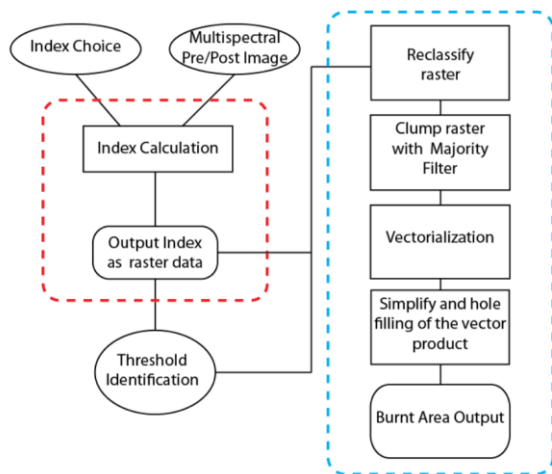 Index Choice
Multispectral
Pre/Post Image
Index Calculation
Output Index
as raster data
Threshold
Identification
Reclassify
raster
Clump raster
with Majority
Filter
Vectorialization
Simplify and hole
filling of the vector
product
Burnt Area Output